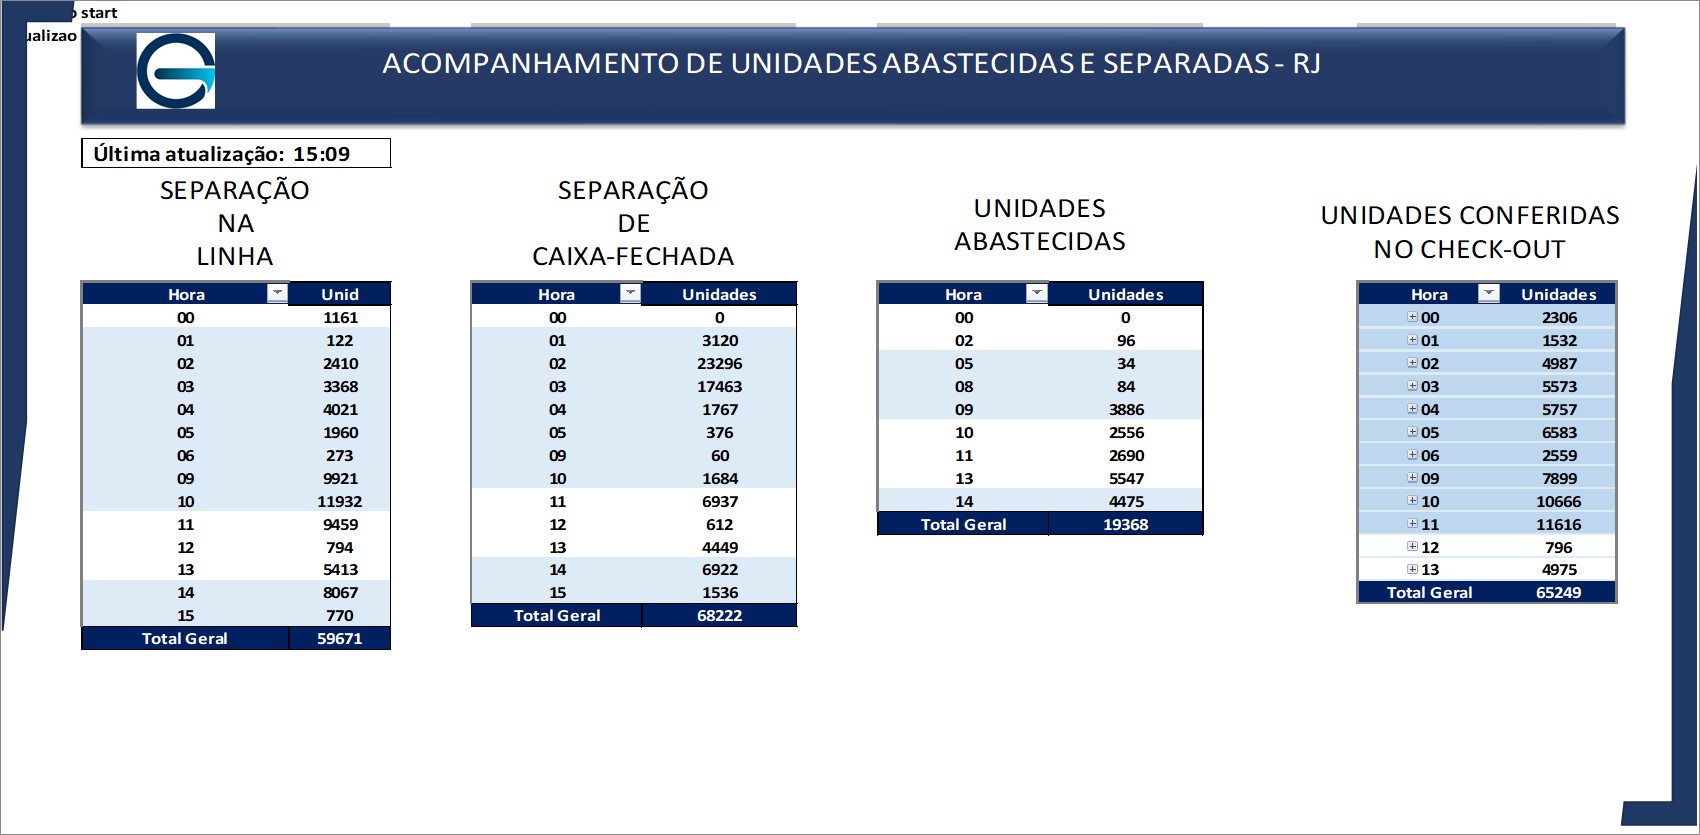 start
ualizao
ACOMPANHAMENTO DE UNIDADES ABASTECIDAS E SEPARADAS - RJ
Última atualização: 15:09
SEPARAÇÃO
NA
LINHA
Hora Unid
00 1161
01 122
02 2410
03 3368
04 4021
05 1960
06 273
09 9921
10 11932
11 9459
12 794
13 5413
14 8067
15 770
Total Geral 59671
SEPARAÇÃO
DE
CAIXA-FECHADA
Hora Unidades
00 0
01 3120
02 23296
03 17463
04 1767
05 376
09 60
10 1684
11 6937
12 612
13 4449
14 6922
15 1536
Total Geral 68222
UNIDADES
ABASTECIDAS
Hora Unidades
00 0
02 96
05 34
08 84
09 3886
10 2556
11 2690
13 5547
14 4475
Total Geral 19368
UNIDADES CONFERIDAS
NO CHECK-OUT
Hora Unidades
00 2306
01 1532
02 4987
03 5573
04 5757
05 6583
06 2559
09 7899
10 10666
11 11616
12 796
13 4975
Total Geral 65249